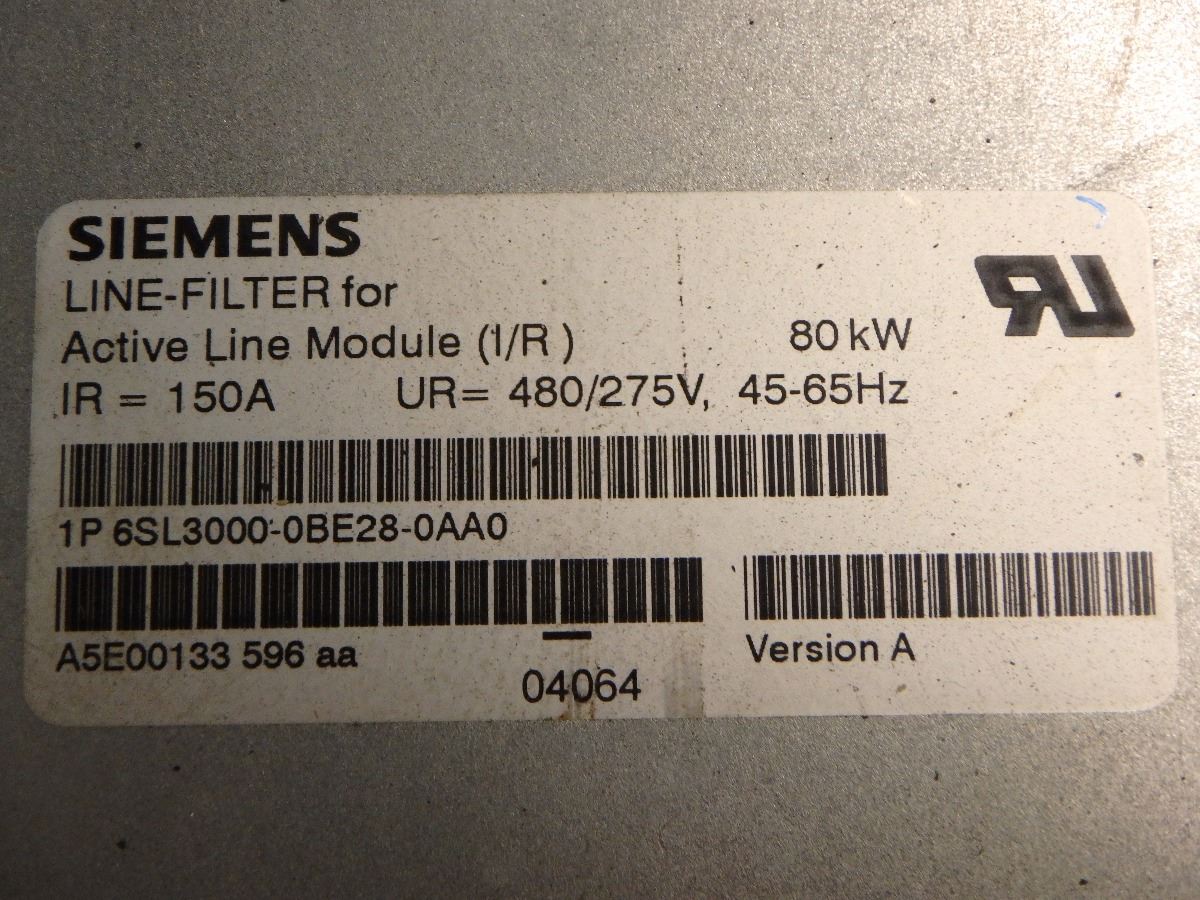 SIEMENS
LINE-FILTER for
Active Line Module (I/R ) 80 kW
IR = 150A UR= 480/275V, 45-65Hz
1P 6SL3000-0BE28-0AA0
A5E00133 596 aa
Version A
04064